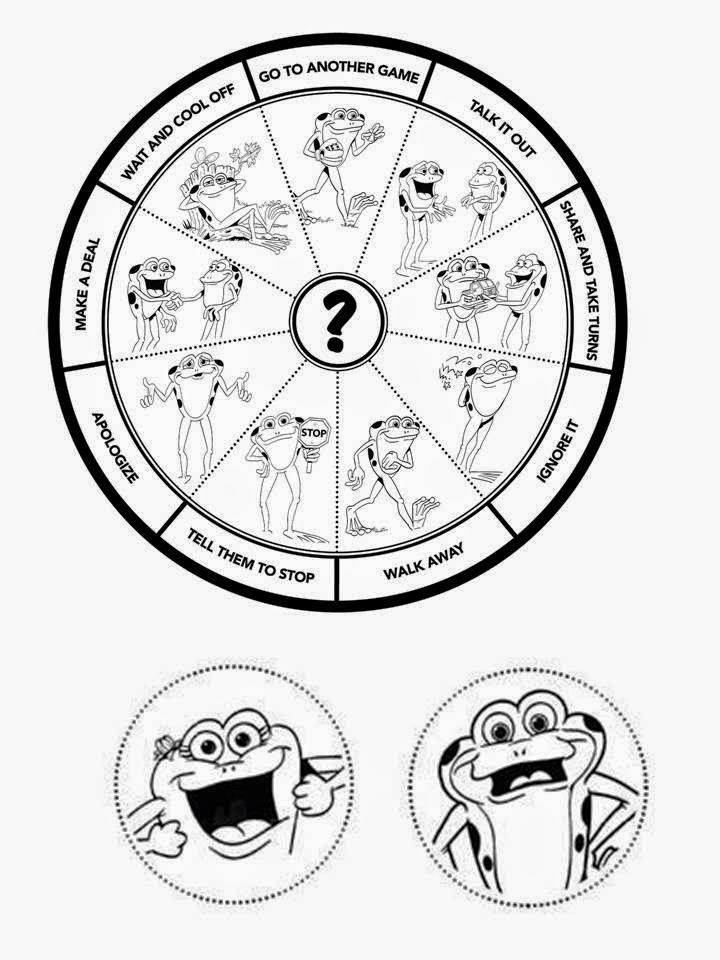 GO TO ANOTHER GAME
TALK IT OUT
SHARE AND TAKE TURNS
IGNORE IT
WALK AWAY
TELL THEM TO STOP
APOLOGIZE
MAKE A DEAL
WAIT AND COOL OFF
STOP
?